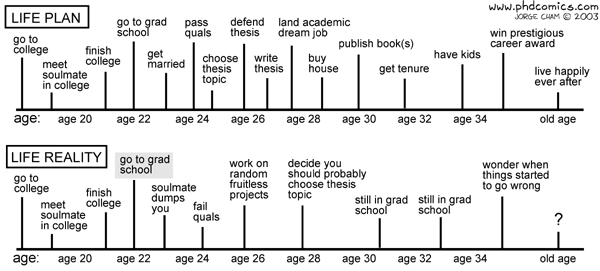 www.phdcomics.com
JORGE CHAM © 2003
LIFE PLAN
go to
college
meet
soulmate
in college
finish
college
go to grad
school
get
married
pass
quals
choose
thesis
topic
defend
thesis
write
thesis
land academic
dream job
buy
house
publish book(s)
get tenure
have kids
win prestigious
career award
live happily
ever after
age: age 20 age 22 age 24 age 26 age 28 age 30 age 32 age 34 old age
LIFE REALITY
go to
college
meet
soulmate
in college
finish
college
go to grad
school
soulmate
dumps
you
fail
quals
work on
random
fruitless
projects
decide you
should probably
choose thesis
topic
still in grad
school
still in grad
school
wonder when
things started
to go wrong
?
age: age 20 age 22 age 24 age 26 age 28 age 30 age 32 age 34 old age